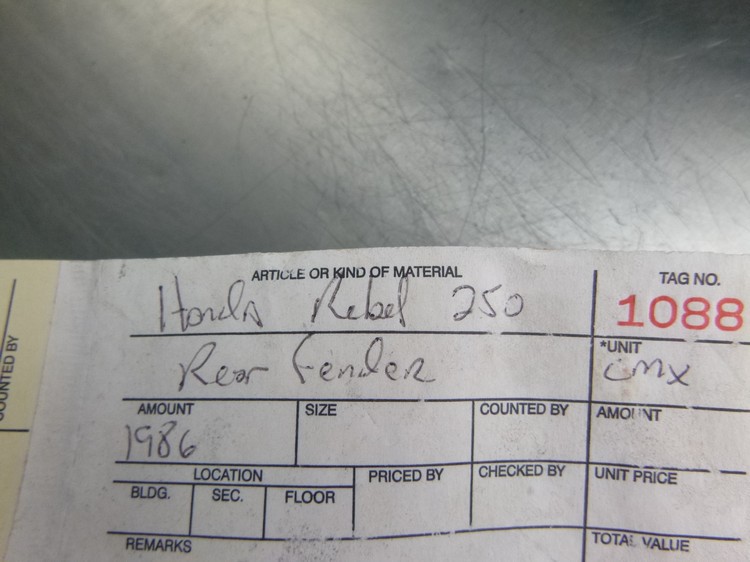 ARTICLE OR KIND OF MATERIAL
TAG NO.
Honda Rebel 250
1088
Rear Fender
*UNIT
CMX
AMOUNT
SIZE
COUNTED BY
AMOUNT
1986
LOCATION
PRICED BY
CHECKED BY
UNIT PRICE
BLDG.
SEC.
FLOOR
REMARKS
TOTAL VALUE
COUNTED BY